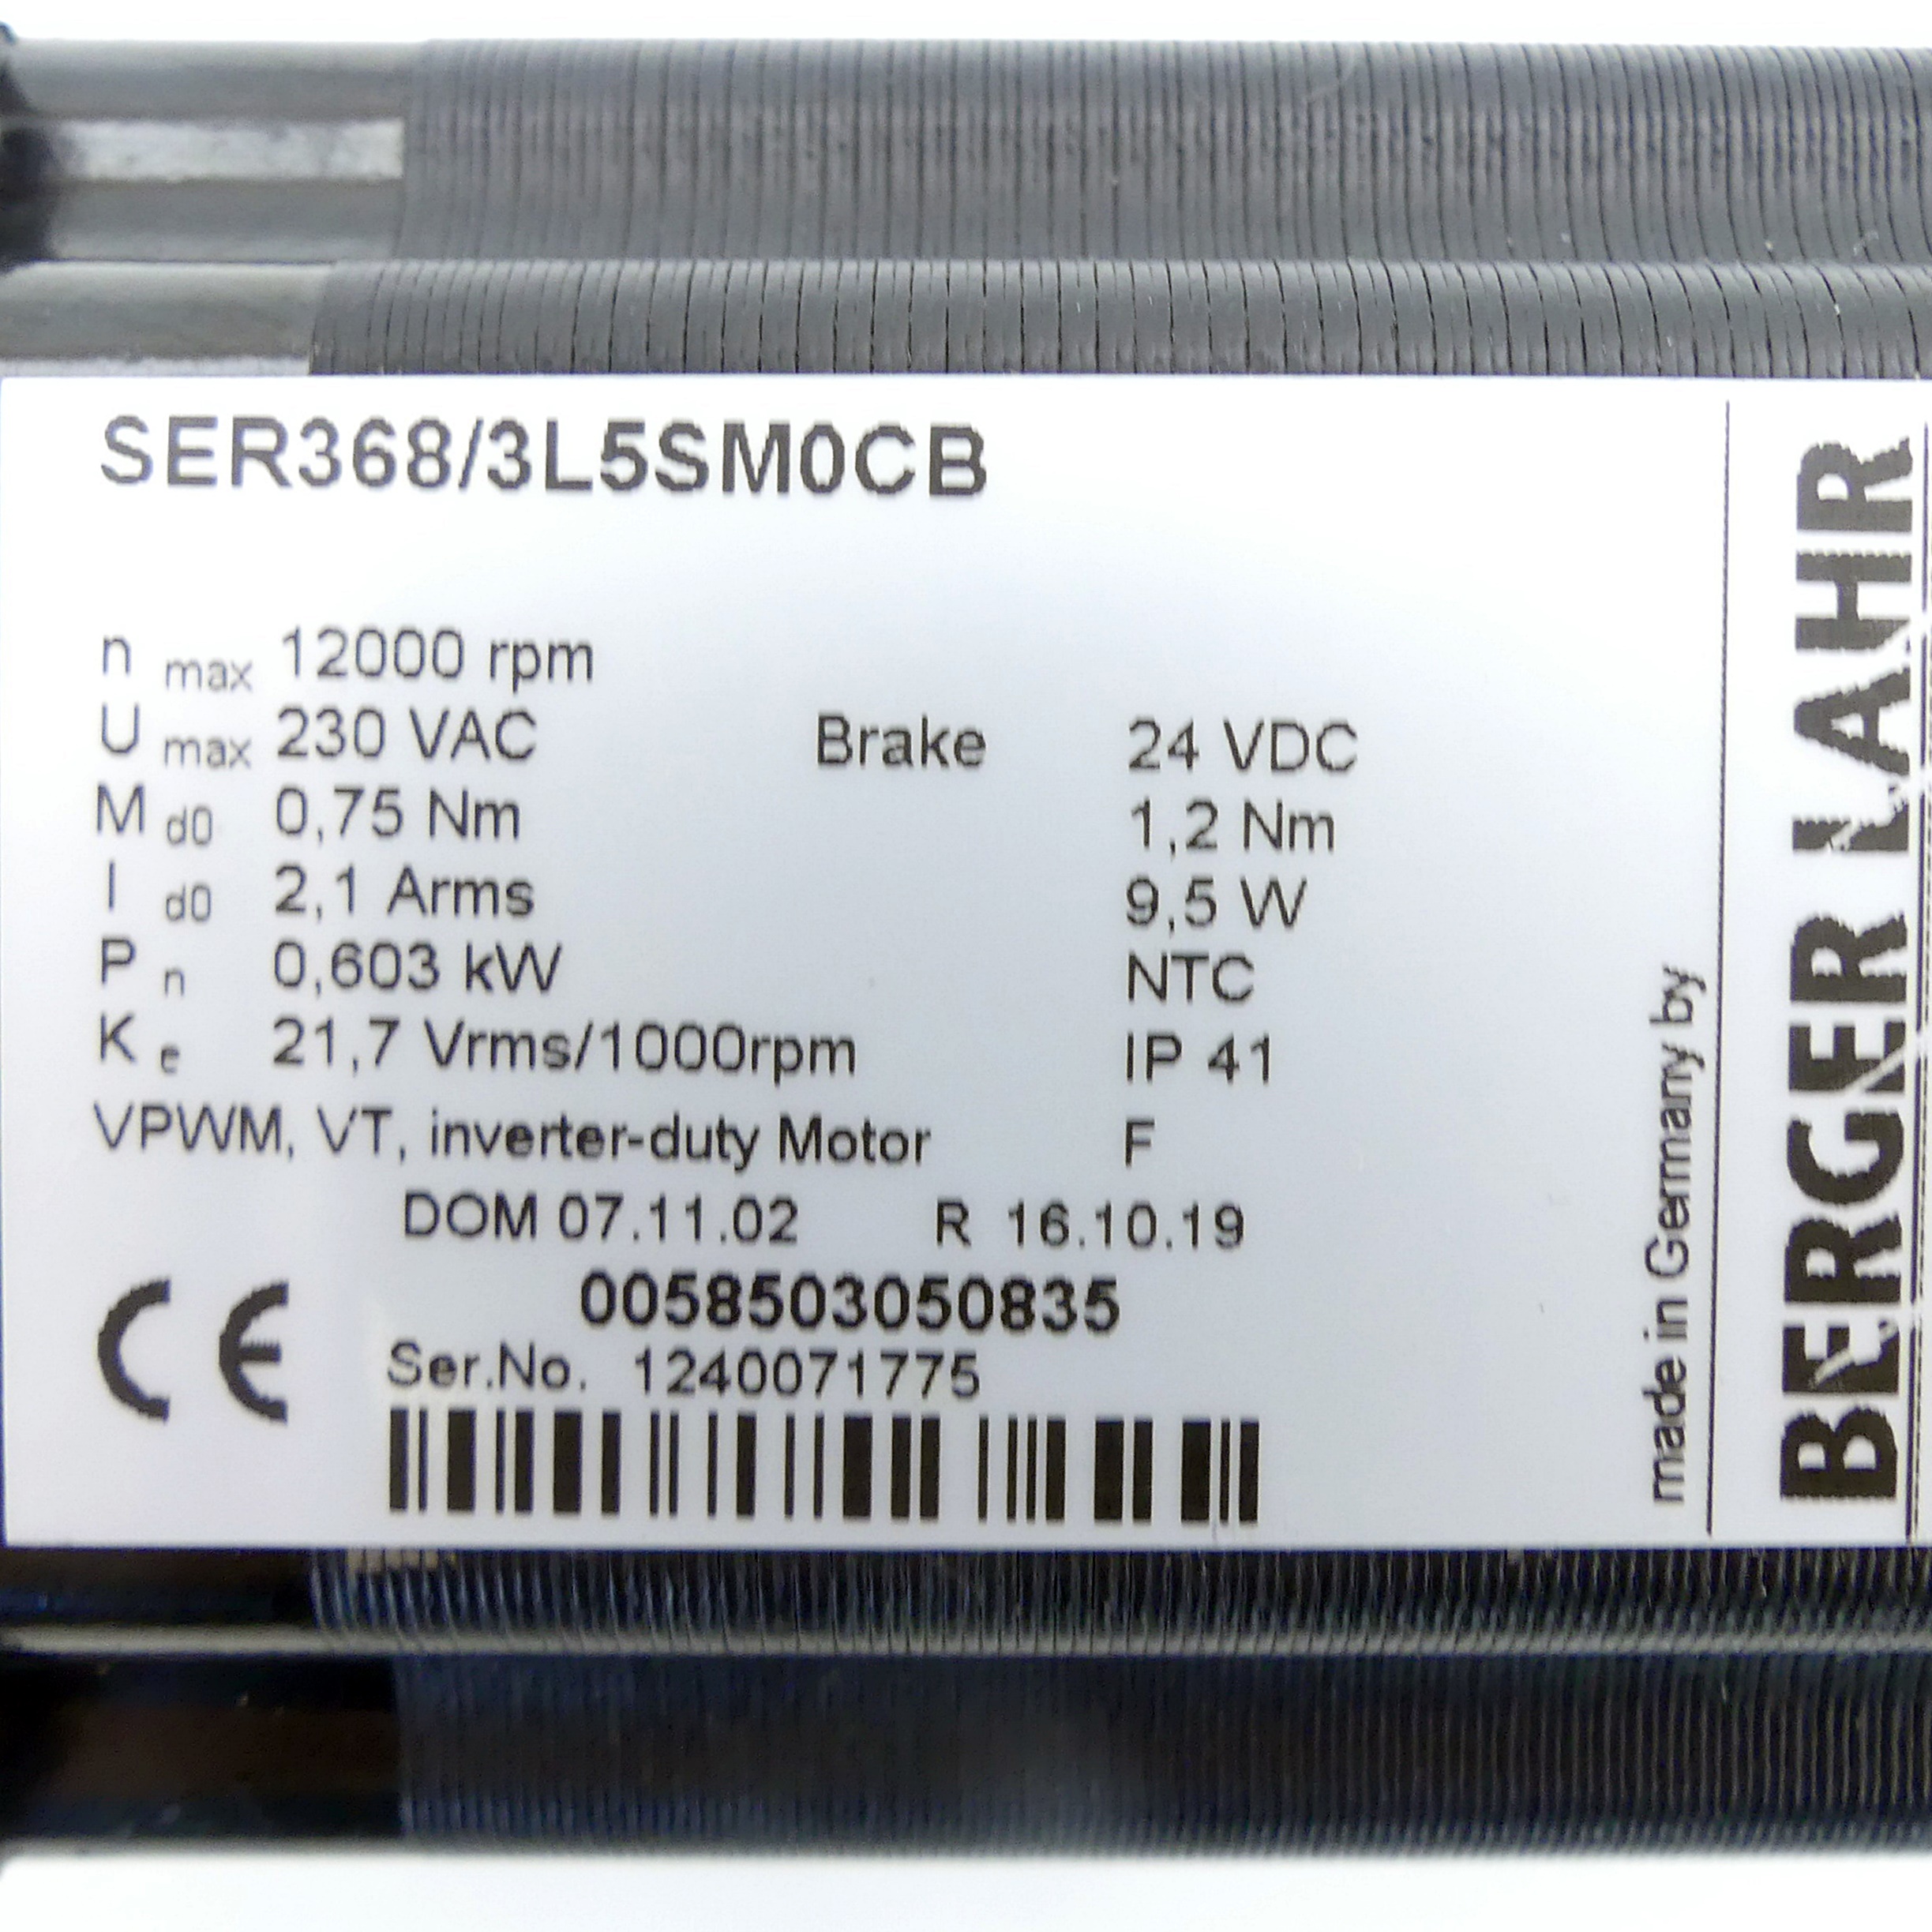 SER368/3L5SM0CB
n max 12000 rpm
U max 230 VAC Brake 24 VDC
M d0 0,75 Nm 1,2 Nm
I d0 2,1 Arms 9,5 W
P n 0,603 kW NTC
K e 21,7 Vrms/1000rpm IP 41
VPWM, VT, inverter-duty Motor F
DOM 07.11.02 R 16.10.19
0058503050835
CE Ser.No. 1240071775
made in Germany by
BERGER LAHR